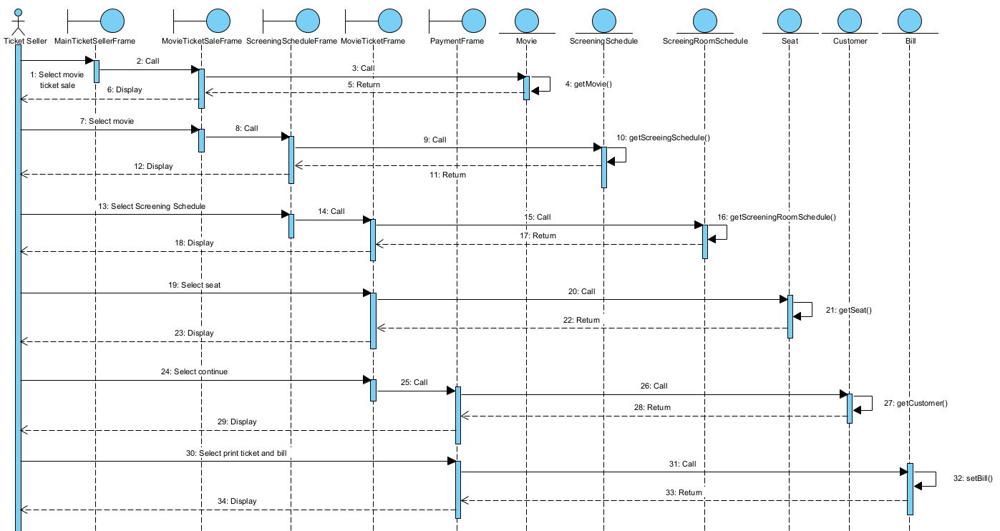 Ticket Seller
MainTicketSellerFrame
MovieTicketSaleFrame
ScreeningScheduleFrame
MovieTicketFrame
PaymentFrame
Movie
ScreeningSchedule
ScreeingRoomSchedule
Seat
Customer
Bill
1: Select movie
ticket sale
2: Call
3: Call
4: getMovie()
5: Return
6: Display
7: Select movie
8: Call
9: Call
10: getScreeingSchedule()
11: Return
12: Display
13: Select Screening Schedule
14: Call
15: Call
16: getScreeningRoomSchedule()
17: Return
18: Display
19: Select seat
20: Call
21: getSeat()
22: Return
23: Display
24: Select continue
25: Call
26: Call
27: getCustomer()
28: Return
29: Display
30: Select print ticket and bill
31: Call
32: setBill()
33: Return
34: Display